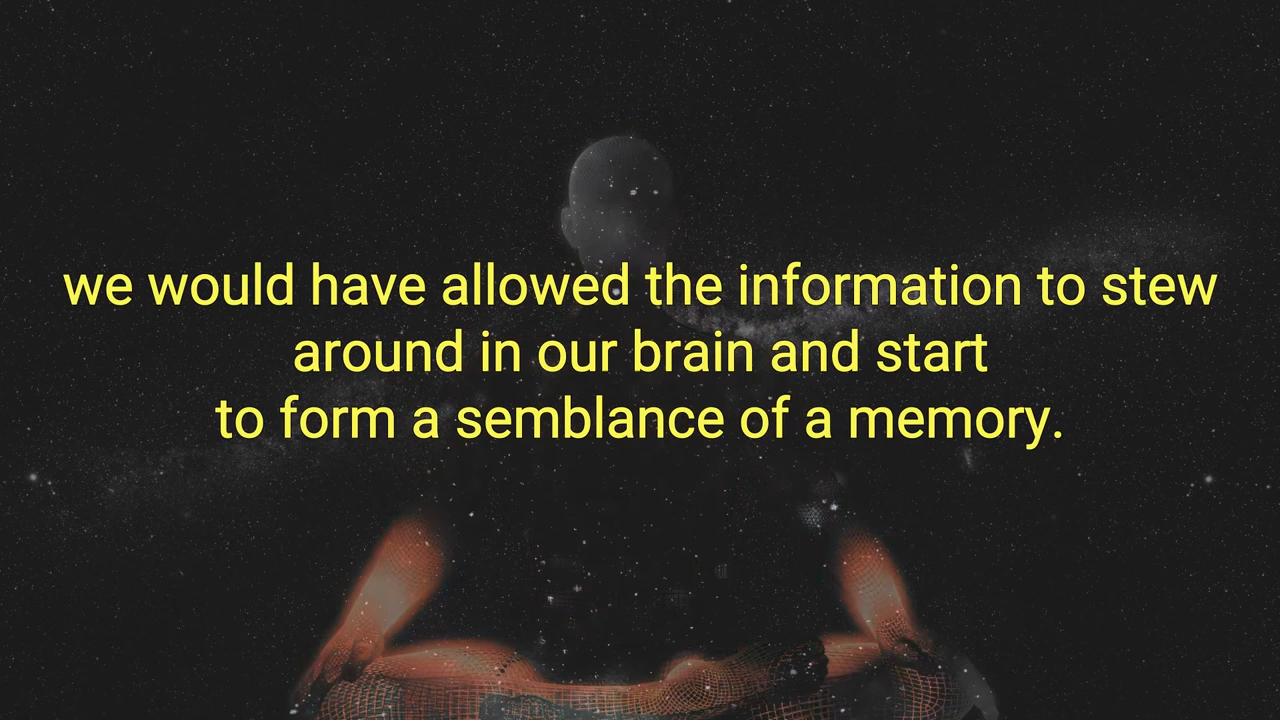 we would have allowed the information to stew
around in our brain and start
to form a semblance of a memory.